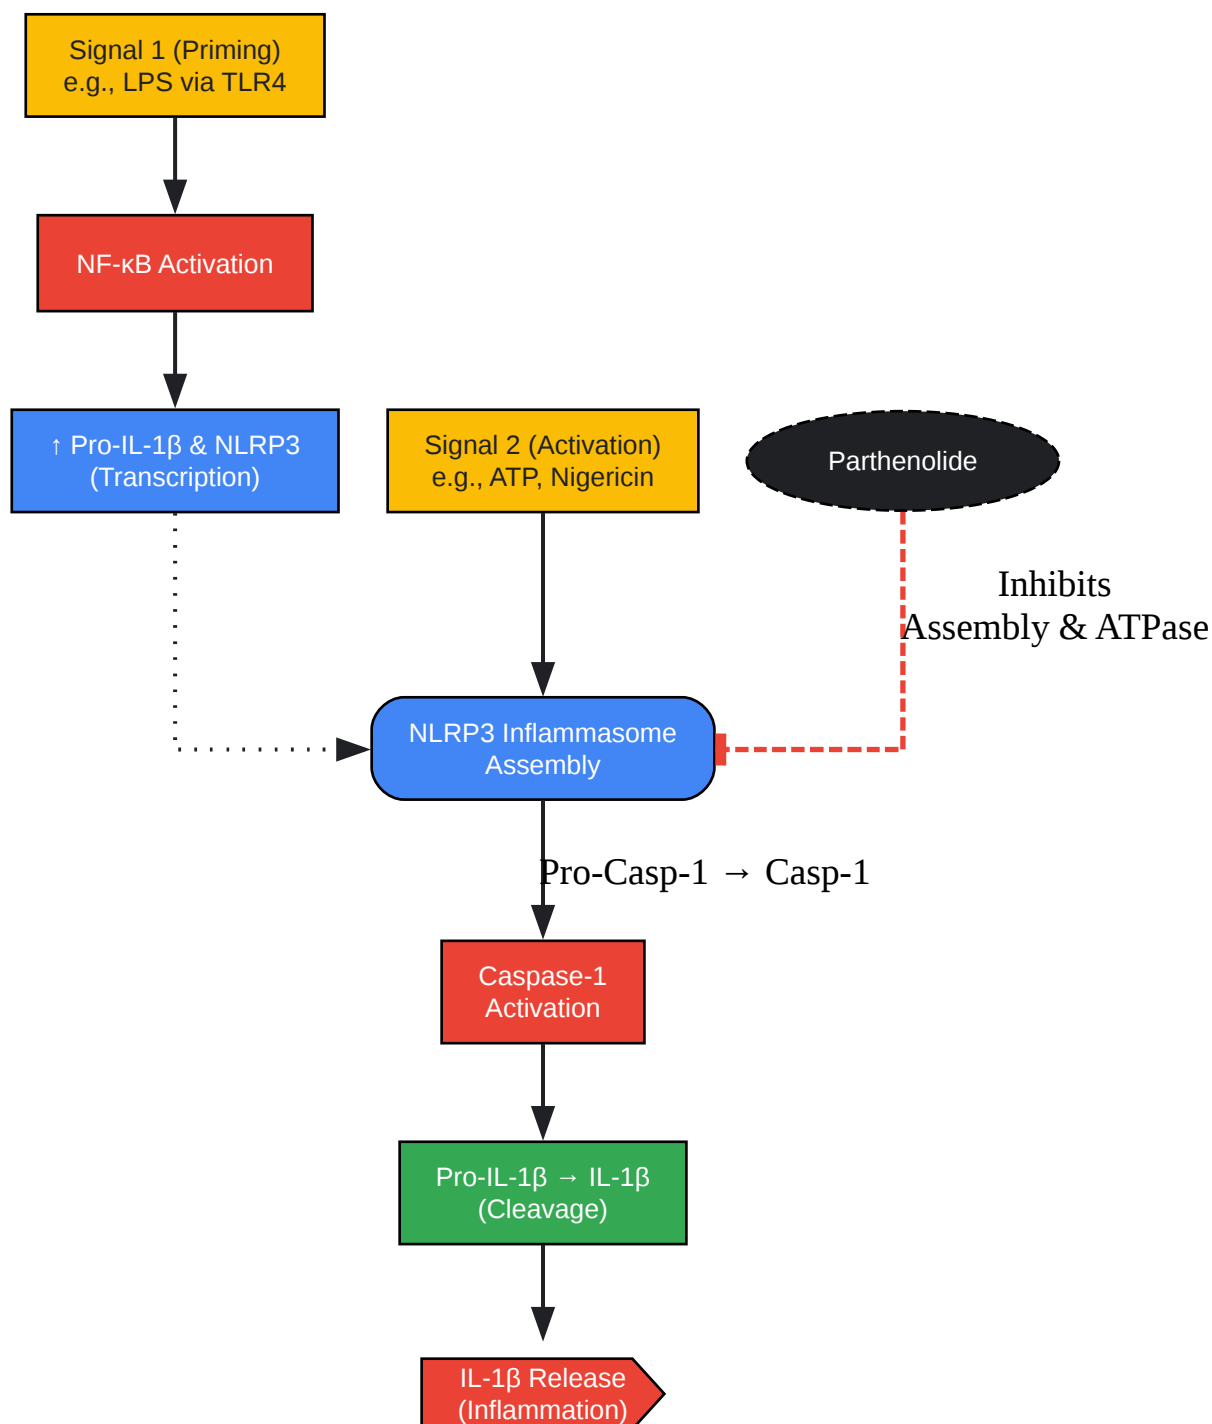 Signal 1 (Priming)
e.g., LPS via TLR4
NF-κB Activation
↑ Pro-IL-1β & NLRP3
(Transcription)
Signal 2 (Activation)
e.g., ATP, Nigericin
Parthenolide
Inhibits
Assembly & ATPase
NLRP3 Inflammasome
Assembly
Pro-Casp-1 → Casp-1
Caspase-1
Activation
Pro-IL-1β → IL-1β
(Cleavage)
IL-1β Release
(Inflammation)